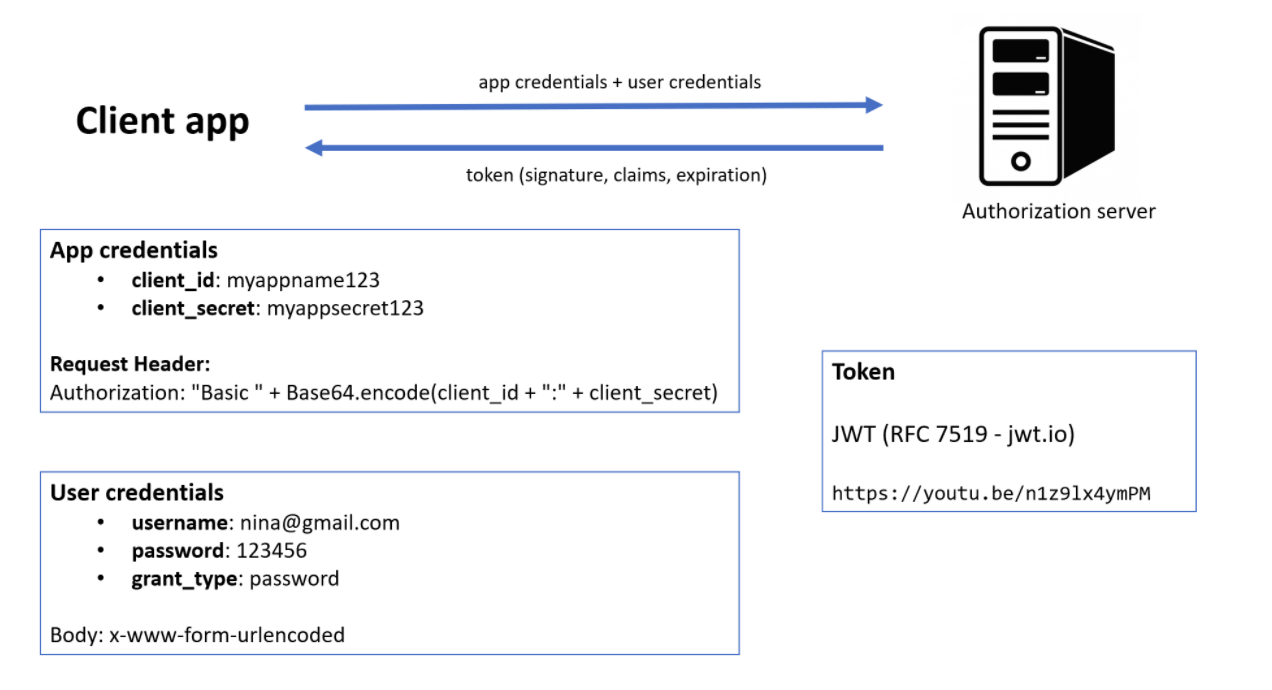 app credentials + user credentials
Client app
token (signature, claims, expiration)
Authorization server
App credentials
• client_id: myappname123
• client_secret: myappsecret123
Request Header:
Authorization: "Basic " + Base64.encode(client_id + ":" + client_secret)
Token
JWT (RFC 7519 - jwt.io)
https://youtu.be/n1z9lx4ymPM
User credentials
• username: nina@gmail.com
• password: 123456
• grant_type: password
Body: x-www-form-urlencoded